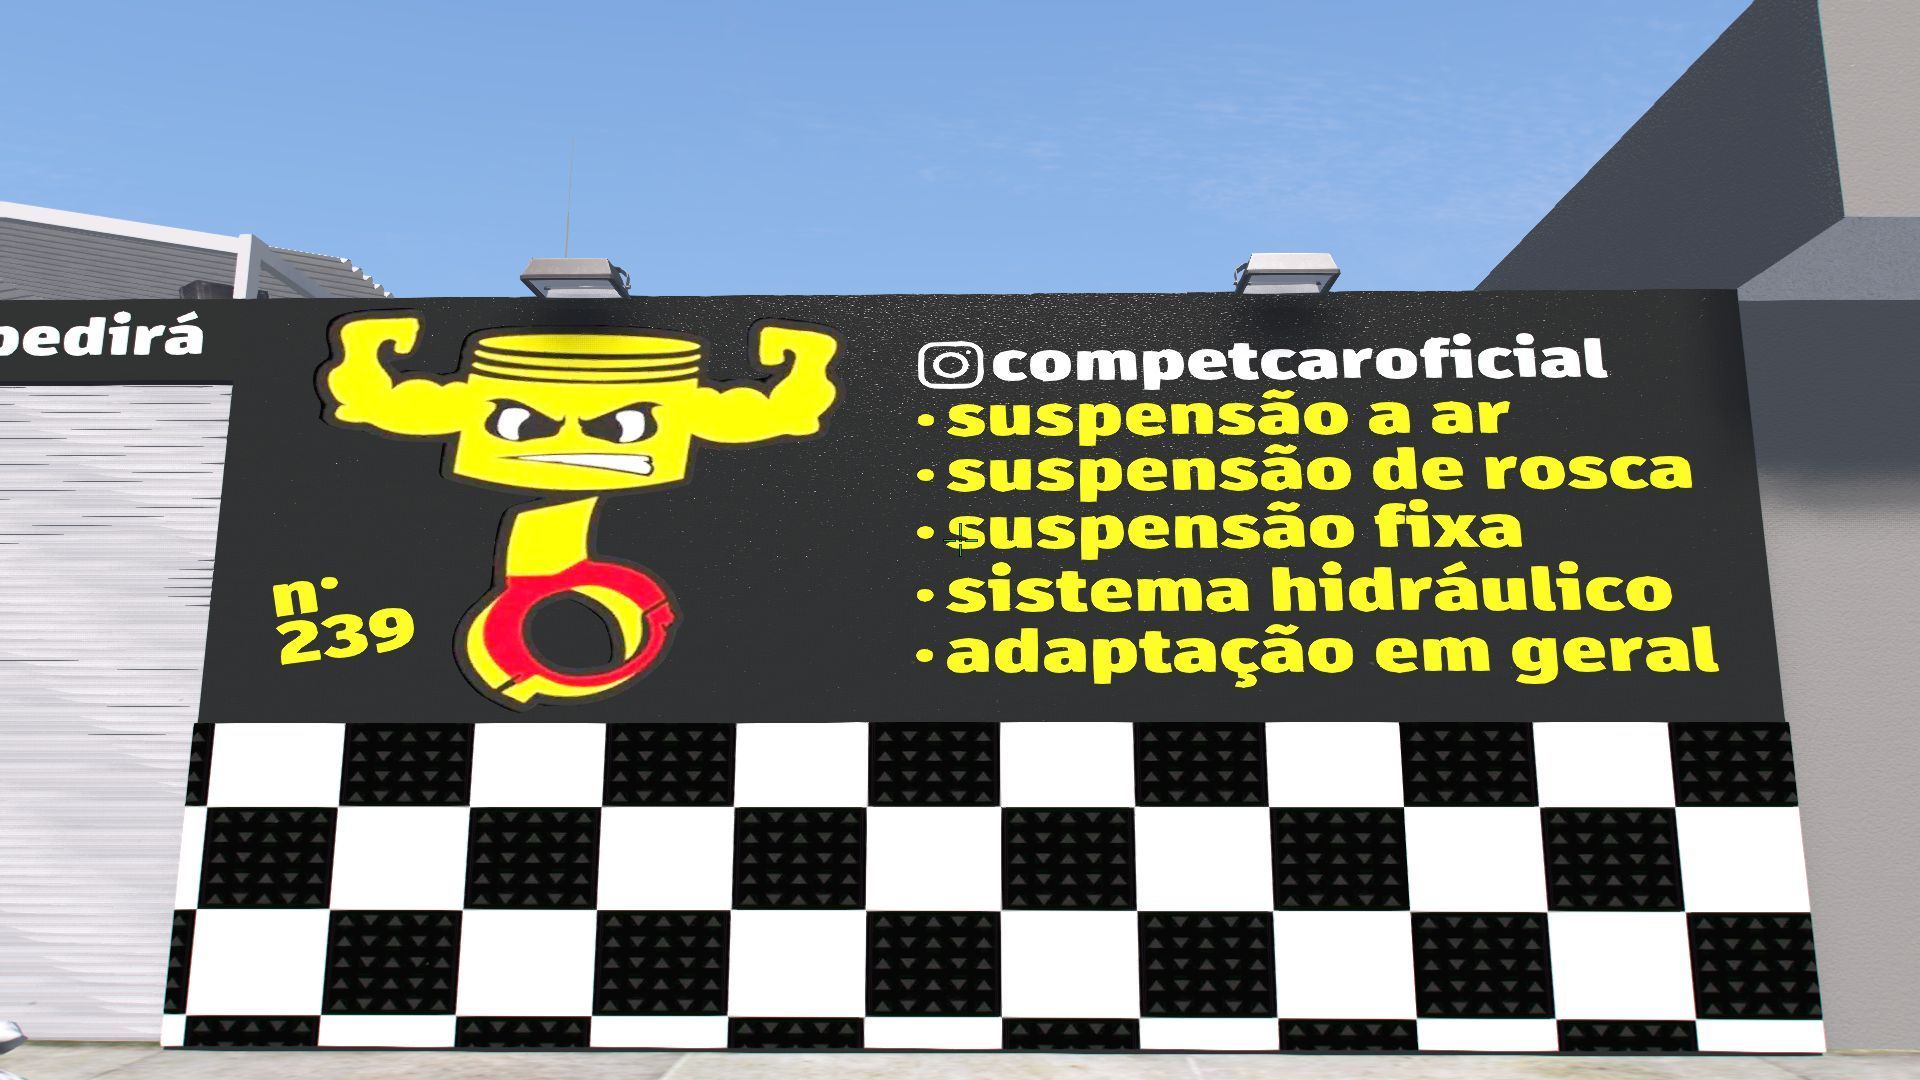 pedirá
competcaroficial
• suspensão a ar
• suspensão de rosca
• suspensão fixa
• sistema hidráulico
• adaptação em geral
n.
239